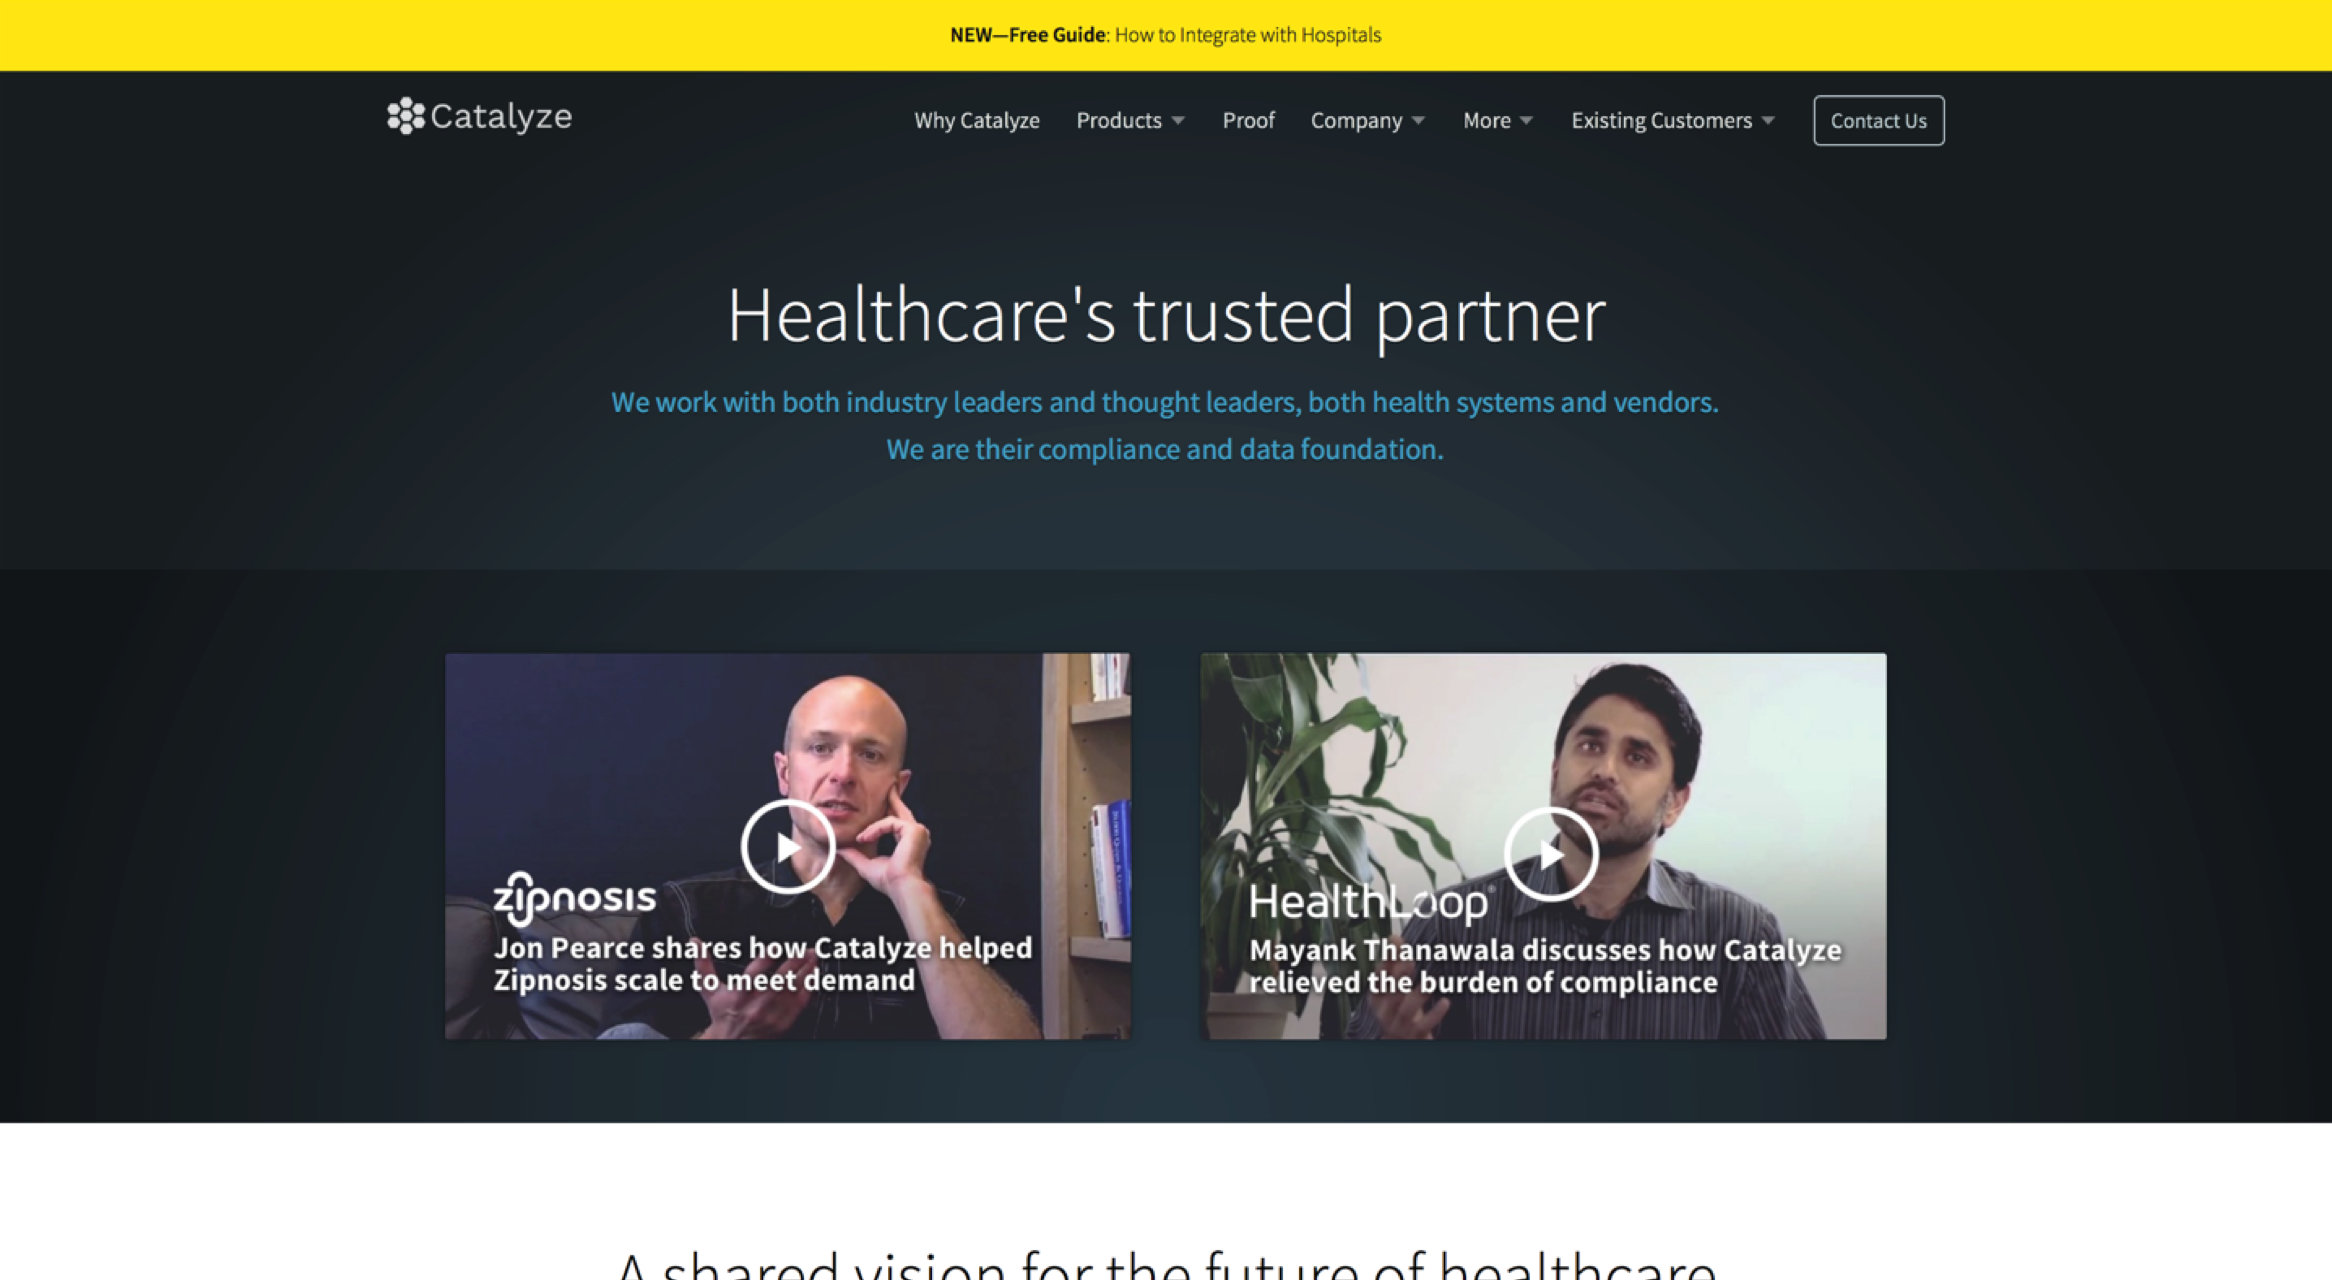 NEW—Free Guide: How to Integrate with Hospitals
Catalyze
Why Catalyze Products Proof Company More Existing Customers Contact Us
Healthcare's trusted partner
We work with both industry leaders and thought leaders, both health systems and vendors.
We are their compliance and data foundation.
zipnosis
Jon Pearce shares how Catalyze helped
Zipnosis scale to meet demand
HealthLoop®
Mayank Thanawala discusses how Catalyze
relieved the burden of compliance
A shared vision for the future of healthcare